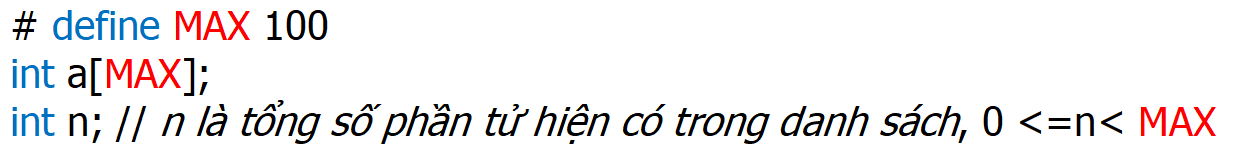 # define MAX 100
int a[MAX];
int n; // n là tổng số phần tử hiện có trong danh sách, 0 <=n< MAX